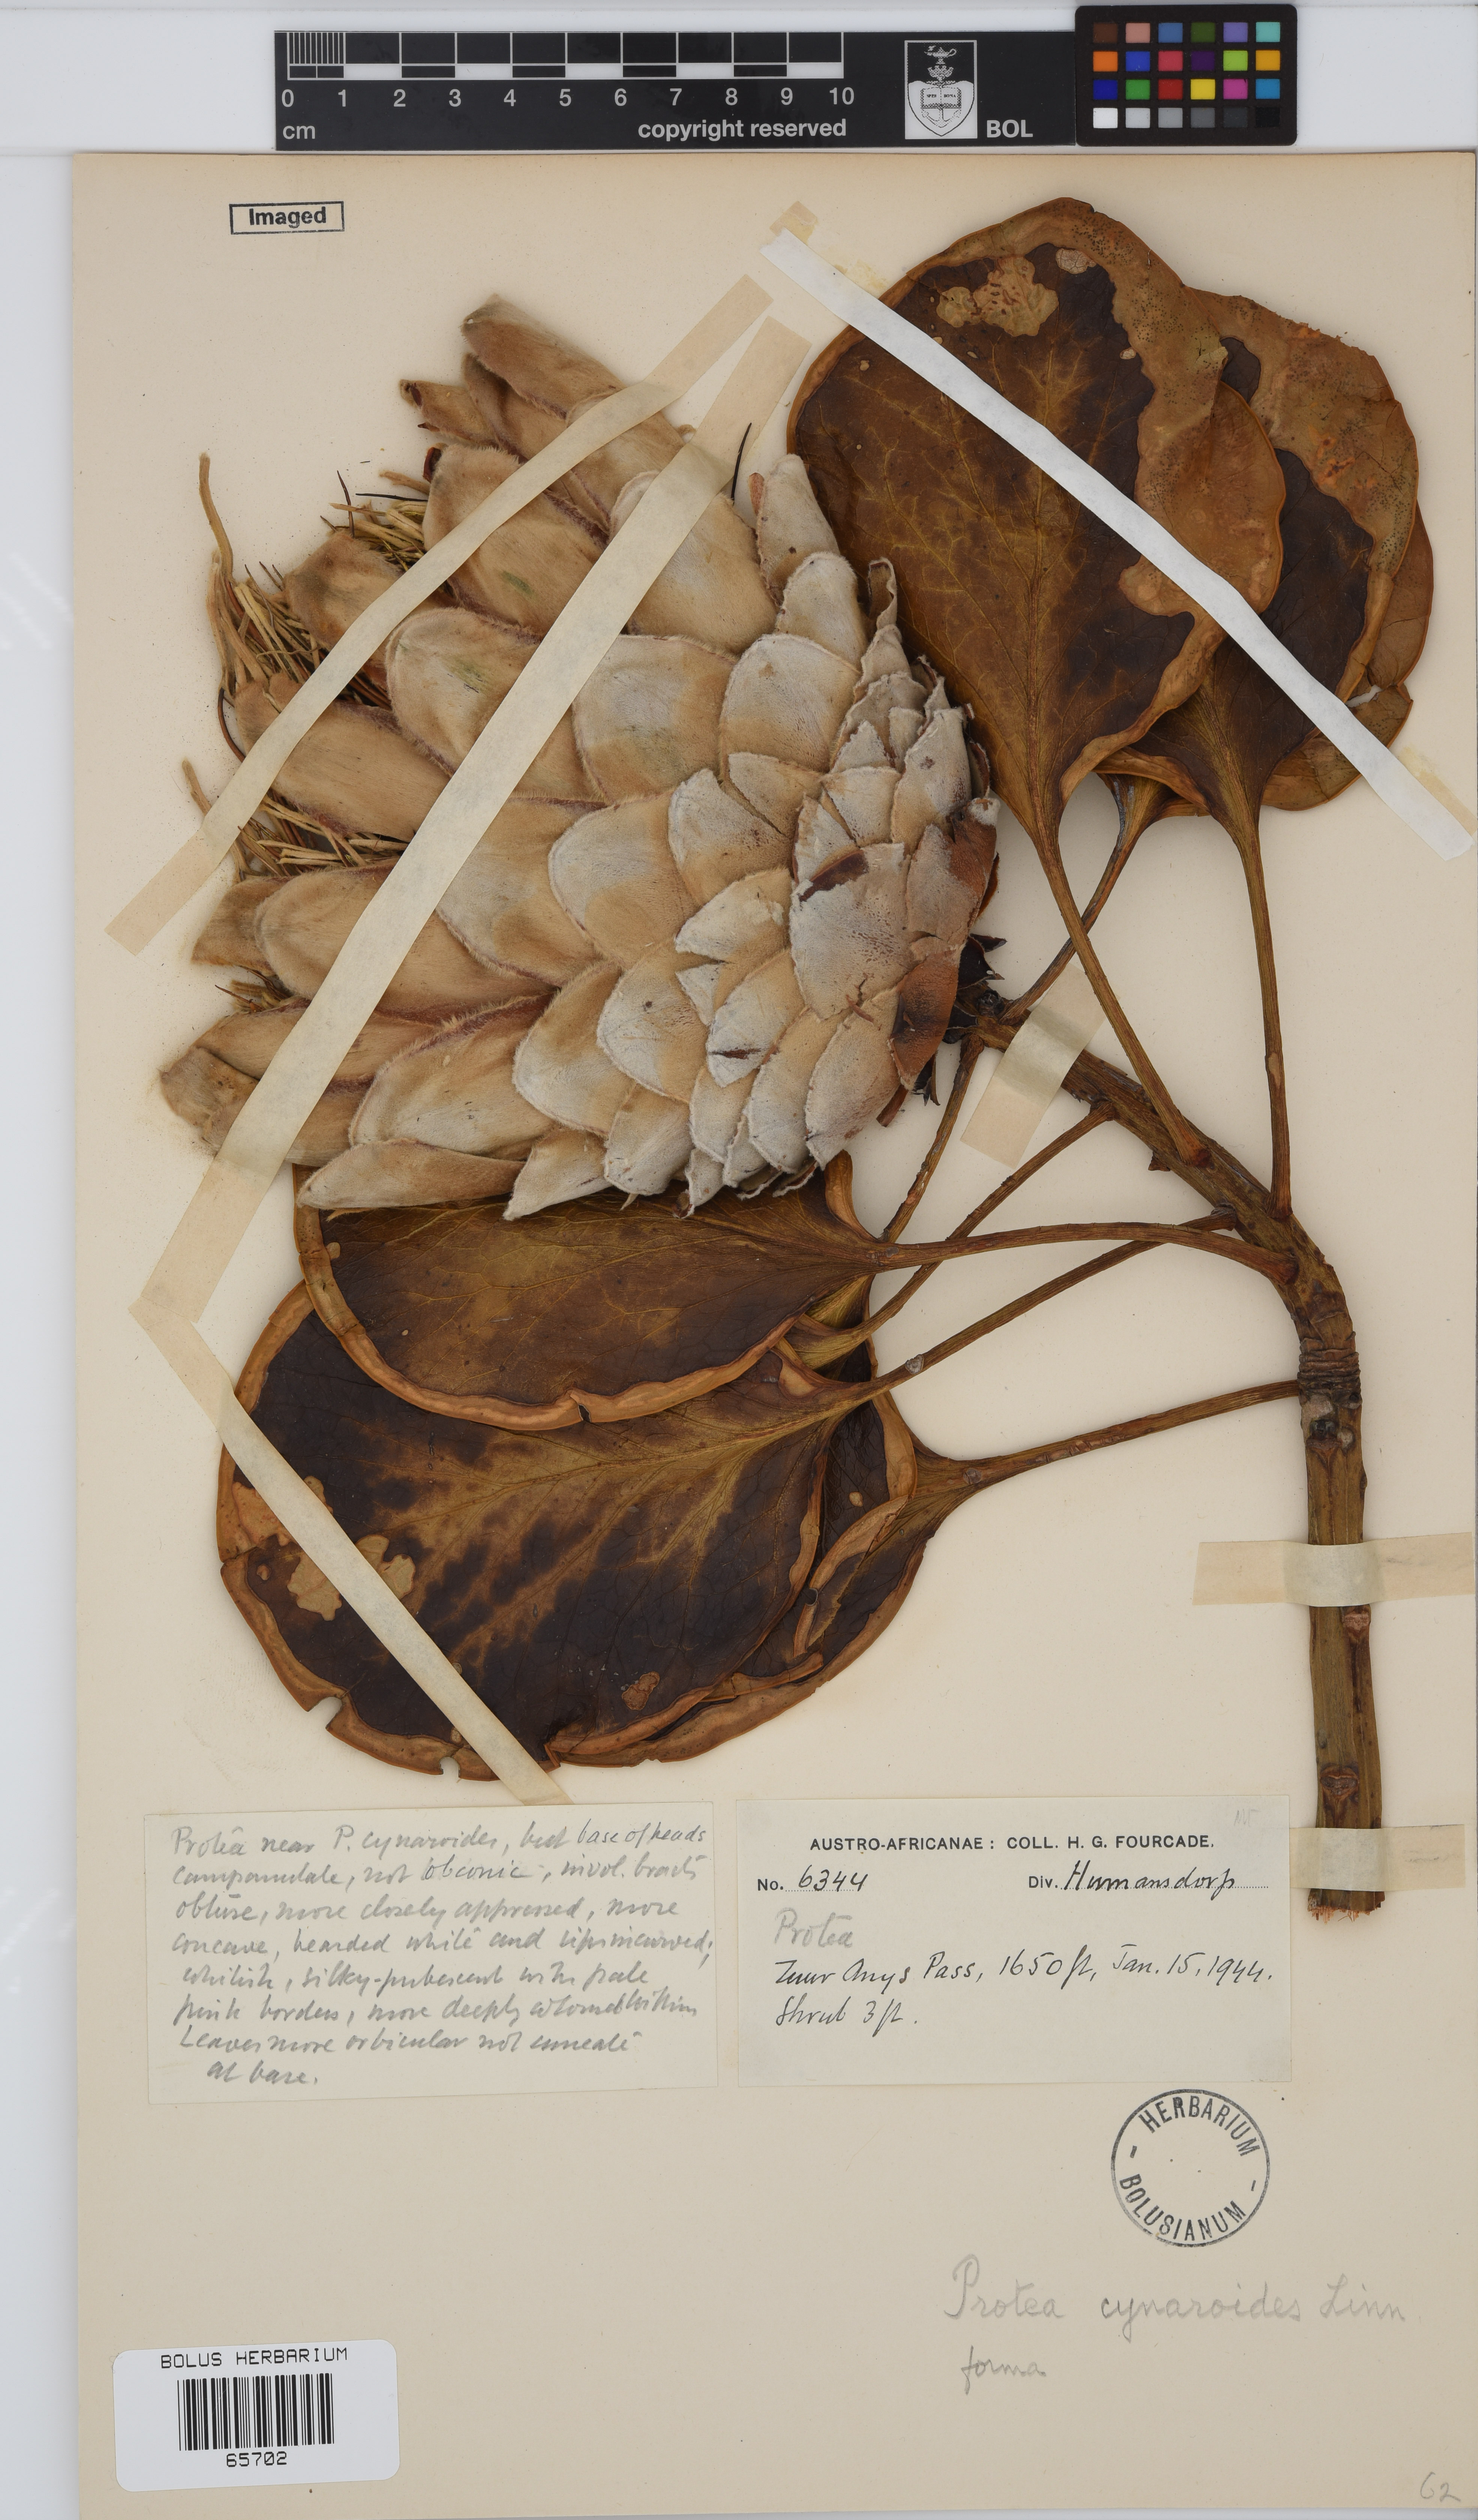 0 1 2 3 4 5 6 7 8 9 10
cm copyright reserved BOL
Imaged
Protea near P. cynaroides, but base of heads
campanulate, not obconic, invol. bracts
obtuse, more closely appressed, more
concave, bearded white and tips incurved;
whitish, silky-pubescent with pale
pink borders, more deeply coloured within
Leaves more orbicular not cuneate
at base.
AUSTRO-AFRICANAE: COLL. H. G. FOURCADE.
No. 6344 Div. Humansdorp
Protea
Zuur Anys Pass, 1650 ft, Jan. 15, 1944.
Shrub 3 ft.
HERBARIUM
BOLUSIANUM
Protea cynaroides Linn.
forma
BOLUS HERBARIUM
65702
62